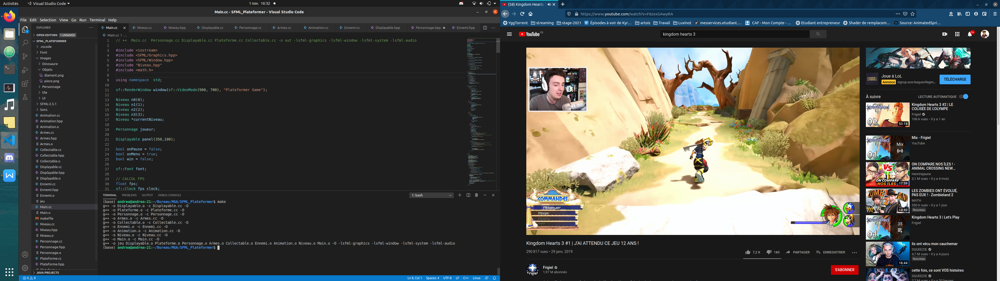 Activités
Visual Studio Code
1 nov. 16:32
Main.cc - SFML_Plateformer - Visual Studio Code
File Edit Selection View Go Run Terminal Help
EXPLORER
OPEN EDITORS 1 UNSAVED
SFML_PLATEFORMER
.vscode
Font
Images
Dinosaure
Objets
diamant.png
piece.png
Personnage
tile
UI
SFML-2.5.1
Sons
Animation.cc
Animation.hpp
Animation.o
Armes.cc
Armes.hpp
Armes.o
Collectable.cc
Collectable.hpp
Collectable.o
Displayable.cc
Displayable.hpp
Displayable.o
Ennemi.cc
Ennemi.hpp
Ennemi.o
jeu
Main.cc
Main.o
makefile
Niveau.cc
Niveau.hpp
Niveau.o
Personnage.cc
Personnage.hpp
Personnage.o
Plateforme.cc
Plateforme.hpp
Plateforme.o
JAVA PROJECTS
Main.cc Niveau.cc Niveau.hpp Displayable.cc Personnage.cc Armes.cc Animation.cc Ennemi.cc Displayable.hpp Personnage.hpp Ennemi.hpp
Main.cc > ...
1 // ++  Main.cc  Personnage.cc Displayable.cc Plateforme.cc Collectable.cc -o out -lsfml-graphics -lsfml-window -lsfml-system -lsfml-audio
2
3 #include <iostream>
4 #include <SFML/Graphics.hpp>
5 #include <SFML/Window.hpp>
6 #include "Niveau.hpp"
7 #include <math.h>
8
9 using namespace  std;
10
11 sf::RenderWindow window(sf::VideoMode(900, 700), "Plateformer Game");
12
13 Niveau n0(0);
14 Niveau n1(1);
15 Niveau n2(2);
16 Niveau n3(3);
17 Niveau *currentNiveau;
18
19 Personnage joueur;
20
21 Displayable panel(350,100);
22
23 bool onPause = false;
24 bool onMenu = true;
25 bool win = false;
26
27 sf::Font font;
28
29 // CALCUL FPS
30 float fps;
31 sf::Clock fps_clock;
TERMINAL PROBLEMS OUTPUT DEBUG CONSOLE
1: bash
(base) andrea@andrea-21:~/Bureau/MGA/SFML_Plateformer$ make
g++ -o Displayable.o -c Displayable.cc -O
g++ -o Plateforme.o -c Plateforme.cc -O
g++ -o Personnage.o -c Personnage.cc -O
g++ -o Armes.o -c Armes.cc -O
g++ -o Collectable.o -c Collectable.cc -O
g++ -o Ennemi.o -c Ennemi.cc -O
g++ -o Animation.o -c Animation.cc -O
g++ -o Niveau.o -c Niveau.cc -O
g++ -o Main.o -c Main.cc -O
g++ -o jeu Displayable.o Plateforme.o Personnage.o Armes.o Collectable.o Ennemi.o Animation.o Niveau.o Main.o -O -lsfml-graphics -lsfml-window -lsfml-system -lsfml-audio
(base) andrea@andrea-21:~/Bureau/MGA/SFML_Plateformer$
0 0
Ln 8, Col 1 Spaces: 4 UTF-8 LF C++ Linux
(58) Kingdom Hearts 3
https://www.youtube.com/watch?v=F6zxxGAwyRA
YggTorrent streaming stage-2021 Épisodes à voir de Kyr... artois Travail Luxinot messervices.etudiant.... CAF - Mon Compte - ... Etudiant entrepreneur Shader de remplacem... Source: AnimatedSpri...
YouTube FR
kingdom hearts 3
9+
COMMANDES
Attaquer
Magie
Objets
???
MP
Kingdom Hearts 3 #1 | J'AI ATTENDU CE JEU 12 ANS !
290 817 vues • 29 janv. 2019
7,2 K 180 PARTAGER ENREGISTRER
Frigiel
Frigiel
1,97 M abonnés
S'ABONNER
LEAGUE OF LEGENDS
Joue à LoL
Annonce signup.euw.leagueoflegen...
TÉLÉCHARGE
À suivre
LECTURE AUTOMATIQUE
02
53:14
Kingdom Hearts 3 #2 | LE
COLISÉE DE L'OLYMPE
Frigiel
106 k vues • il y a 1 an
01
Mix
Mix - Frigiel
YouTube
VS
ON COMPARE
NOS ÎLES
17:59
ON COMPARE NOS ÎLES ! -
ANIMAL CROSSING NEW...
Henrirejaune
3,1 M vues • il y a 4 mois
ZOMBIELAND
14:40
LES ZOMBIES ONT ÉVOLUÉ,
PAS EUX ! - Zombieland 2
MATH
550 k vues • il y a 1 jour
Nouveau
01
35
Kingdom Hearts 3 | Let's Play
Frigiel
16:44
ils ont vécu mon cauchemar
SQUEEZIE
4,7 M vues • il y a 4 jours
Nouveau
cette fois, ce sont VOS histoires
SQUEEZIE
2,7 M vues • il y a 20 heures